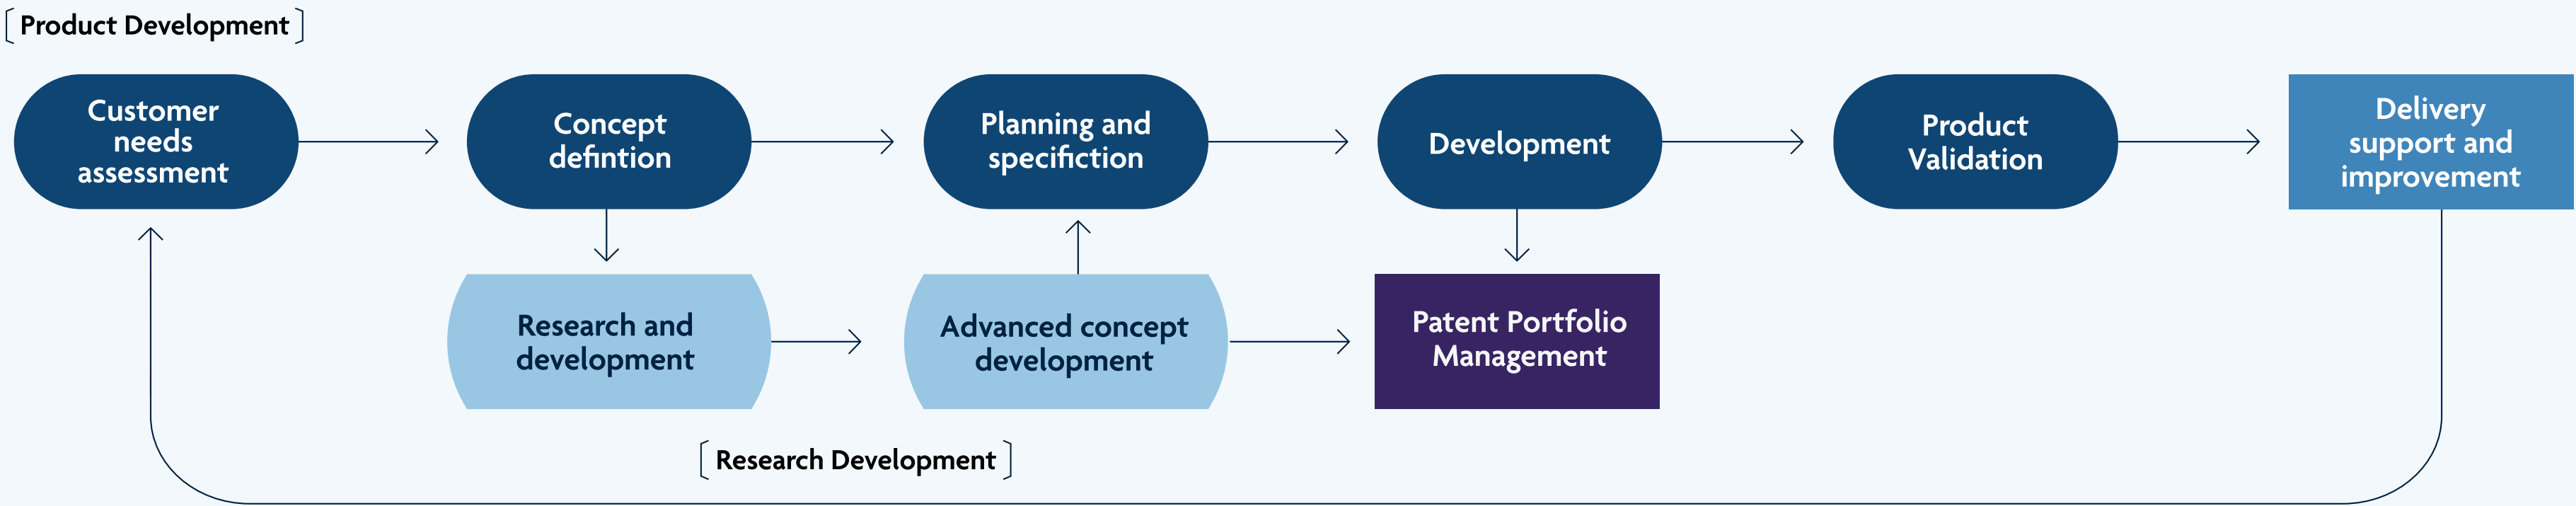 Product Development
Customer
needs
assessment
Concept
defintion
Planning and
specifiction
Development
Product
Validation
Delivery
support and
improvement
Research and
development
Advanced concept
development
Patent Portfolio
Management
Research Development